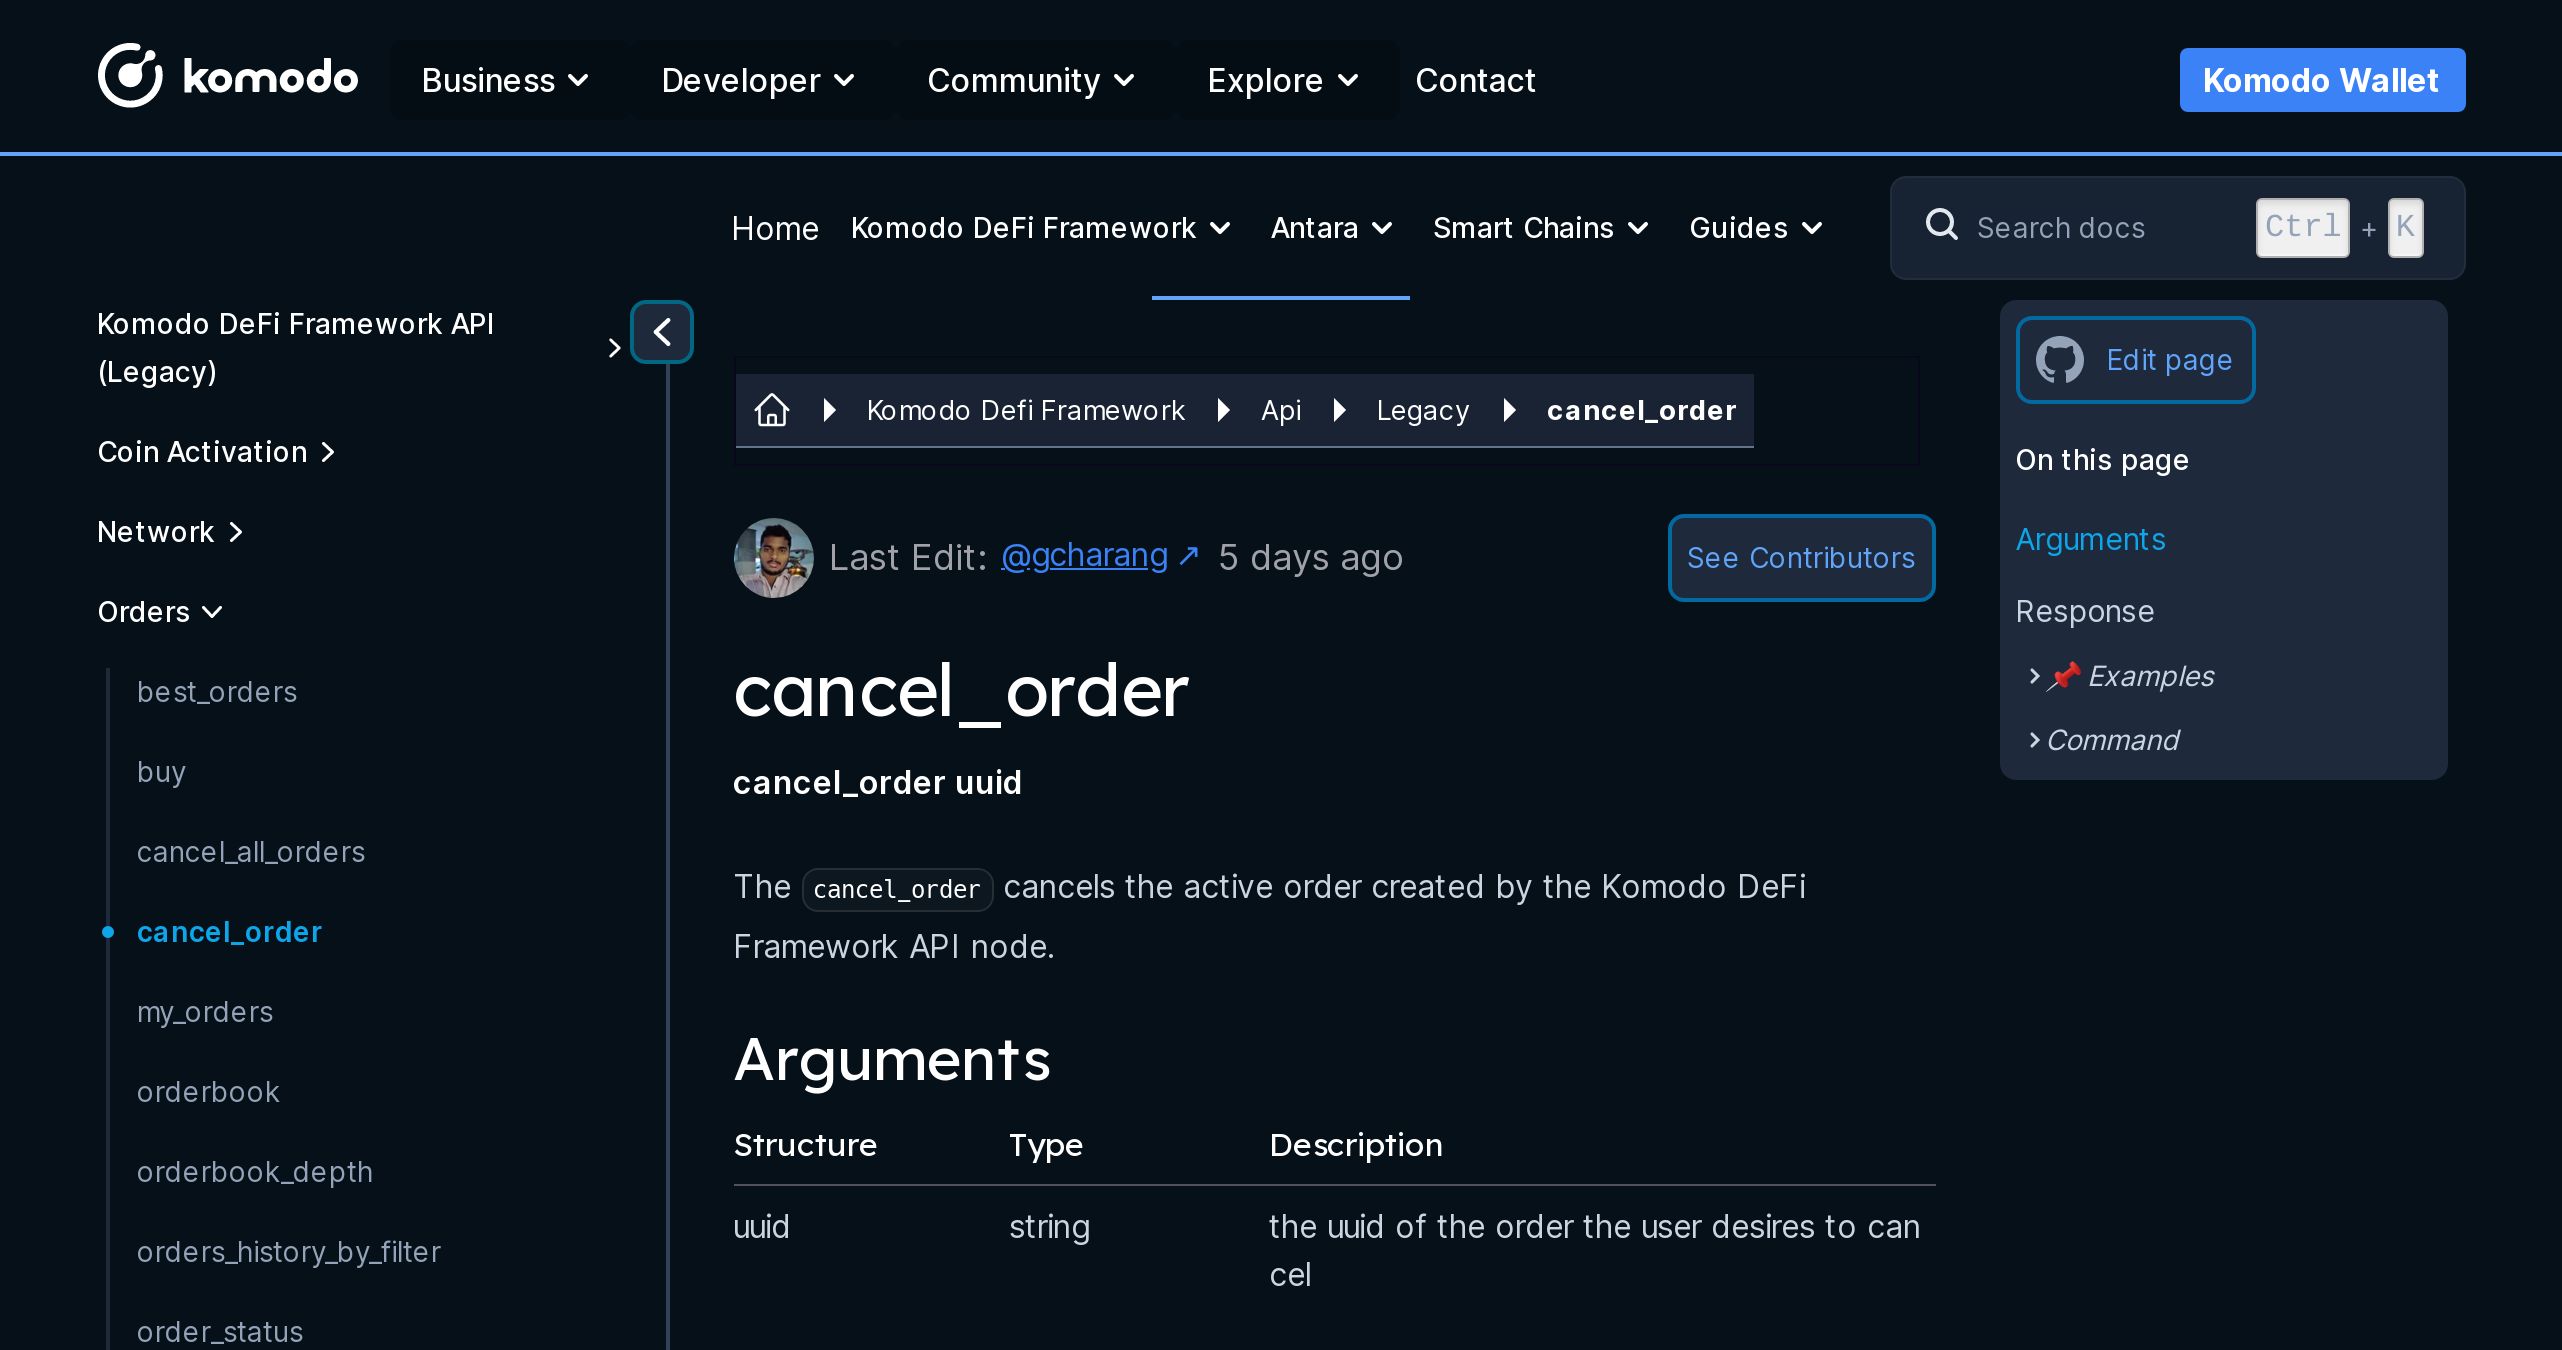 komodo
Business
Developer
Community
Explore
Contact
Komodo Wallet
Home
Komodo DeFi Framework
Antara
Smart Chains
Guides
Search docs
Ctrl + K
Komodo DeFi Framework API
(Legacy)
Coin Activation
Network
Orders
best_orders
buy
cancel_all_orders
cancel_order
my_orders
orderbook
orderbook_depth
orders_history_by_filter
order_status
Komodo Defi Framework
Api
Legacy
cancel_order
Last Edit: @gcharang ↗ 5 days ago
See Contributors
cancel_order
cancel_order uuid
The cancel_order cancels the active order created by the Komodo DeFi
Framework API node.
Arguments
Structure Type Description
uuid string the uuid of the order the user desires to can
cel
Edit page
On this page
Arguments
Response
📌 Examples
Command